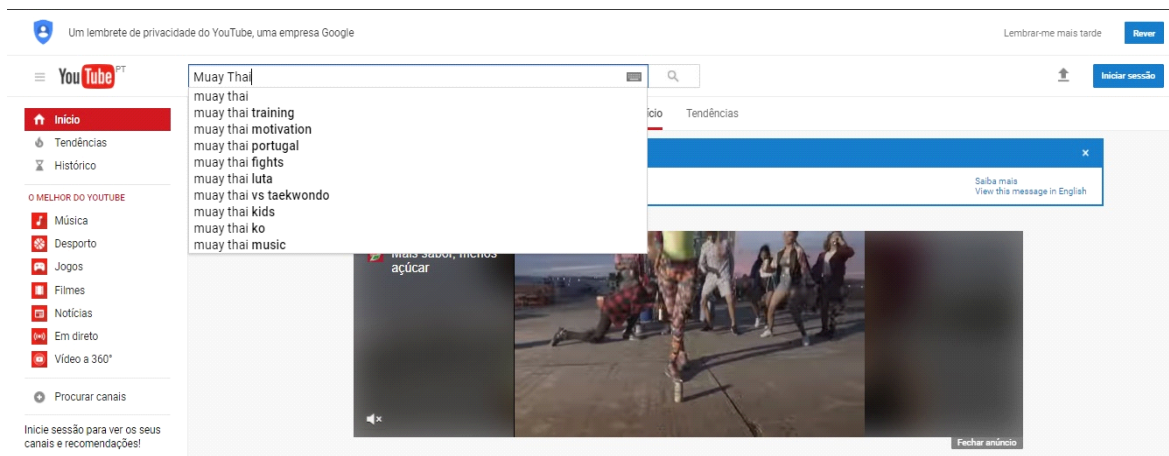 Um lembrete de privacidade do YouTube, uma empresa Google
Lembrar-me mais tarde
Rever
YouTube PT
Muay Thai
Iniciar sessão
muay thai
muay thai training
muay thai motivation
muay thai portugal
muay thai fights
muay thai luta
muay thai vs taekwondo
muay thai kids
muay thai ko
muay thai music
Início
Tendências
Histórico
O MELHOR DO YOUTUBE
Música
Desporto
Jogos
Filmes
Notícias
Em direto
Vídeo a 360°
Procurar canais
Inicie sessão para ver os seus
canais e recomendações!
ício
Tendências
Saiba mais
View this message in English
Mais sabor, menos
açúcar
Fechar anúncio